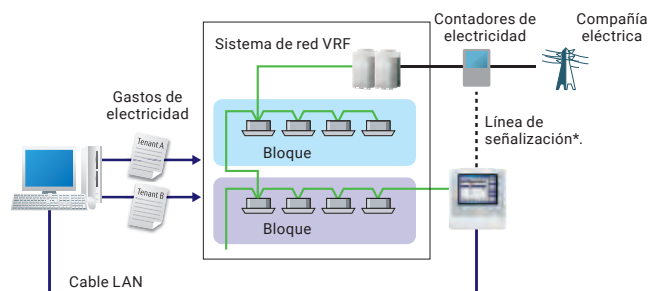 Contadores de
electricidad
Compañía
eléctrica
Sistema de red VRF
Gastos de
electricidad
Tenant A
Tenant B
Bloque
Bloque
Línea de
señalización*.
Cable LAN